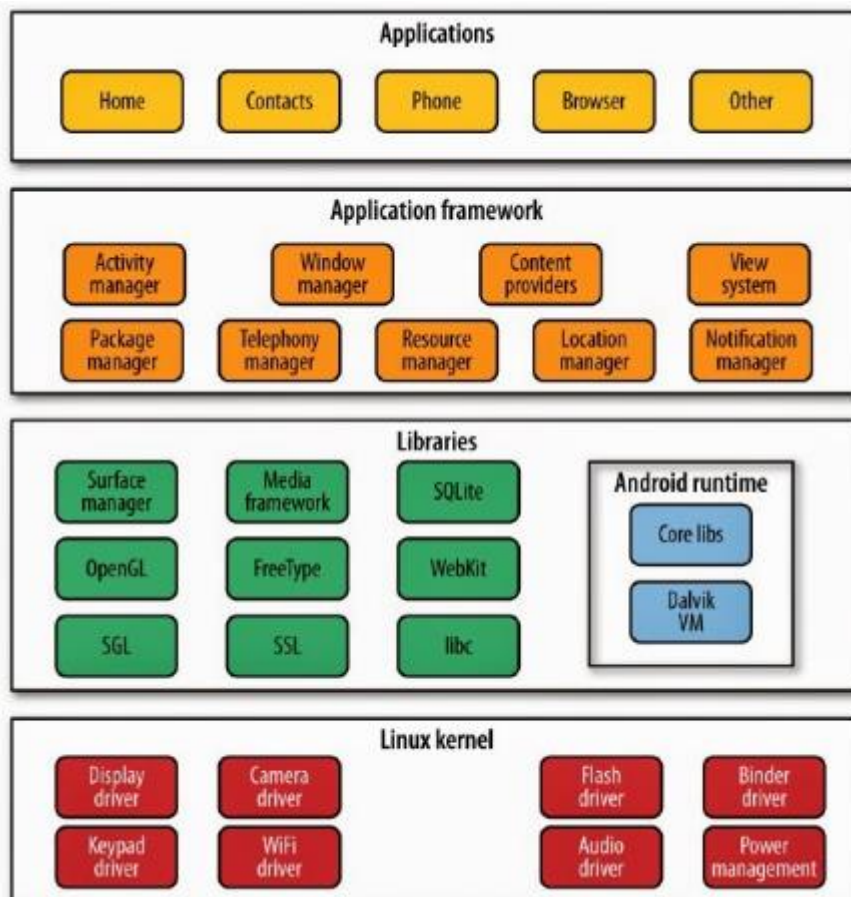 Applications
Home Contacts Phone Browser Other
Application framework
Activity manager
Window manager
Content providers
View system
Package manager
Telephony manager
Resource manager
Location manager
Notification manager
Libraries
Surface manager
Media framework
SQLite
Android runtime
Core libs
OpenGL
FreeType
WebKit
Dalvik VM
SGL
SSL
libc
Linux kernel
Display driver
Camera driver
Flash driver
Binder driver
Keypad driver
WiFi driver
Audio driver
Power management